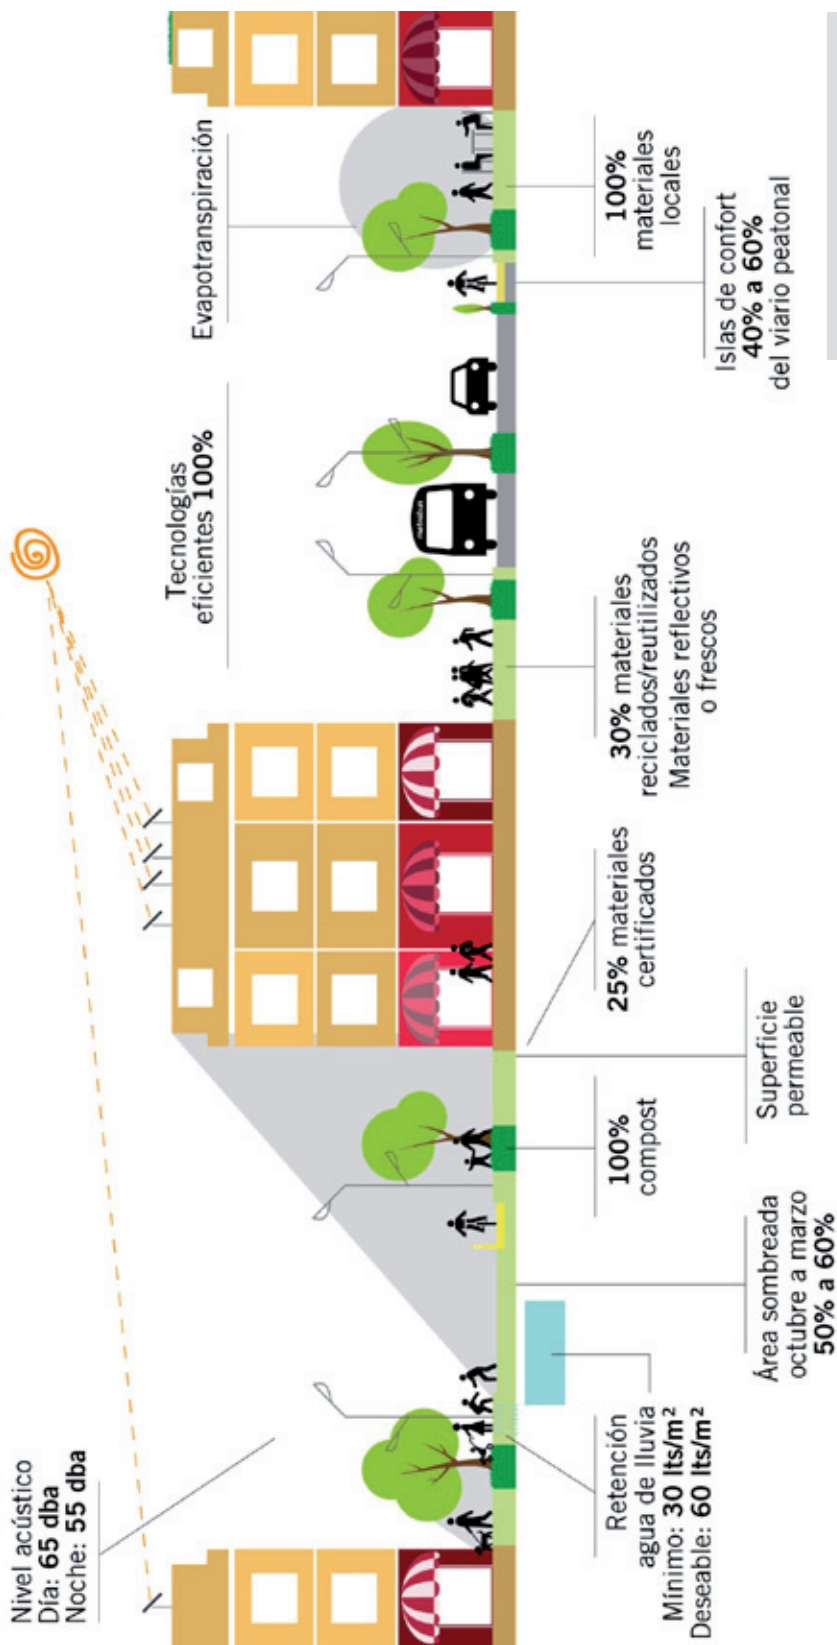 Nivel acústico
Día: 65 dba
Noche: 55 dba
Tecnologías
eficientes 100%
Evapotranspiración
metrobus
Retención
agua de lluvia
Mínimo: 30 lts/m²
Deseable: 60 lts/m²
Área sombreada
octubre a marzo
50% a 60%
100%
compost
Superficie
permeable
25% materiales
certificados
30% materiales
reciclados/reutilizados
Materiales reflectivos
o frescos
Islas de confort
40% a 60%
del viario peatonal
100%
materiales
locales